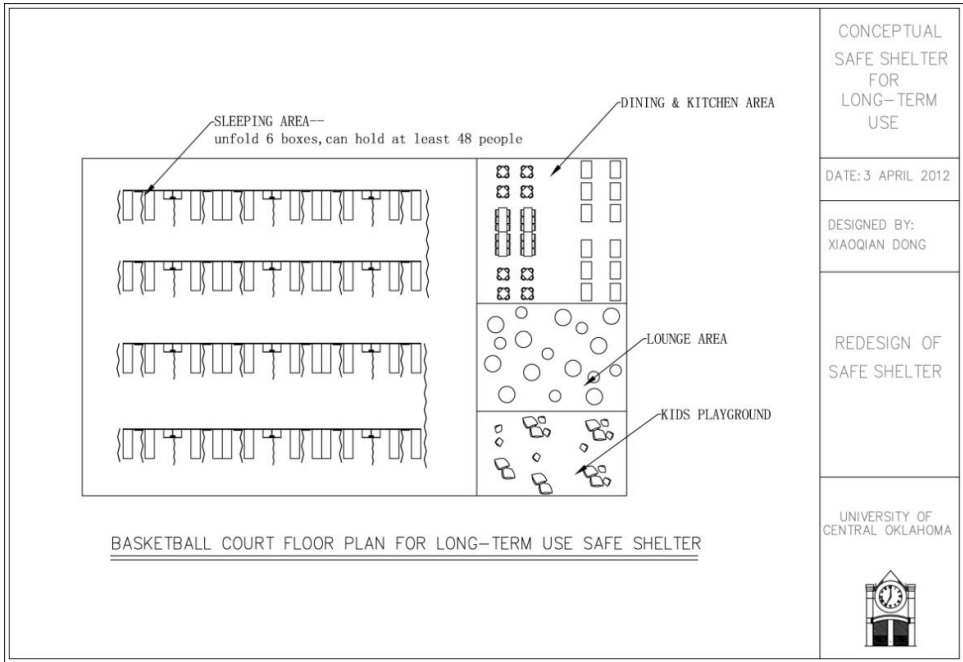 SLEEPING AREA--
unfold 6 boxes,can hold at least 48 people
DINING & KITCHEN AREA
LOUNGE AREA
KIDS PLAYGROUND
BASKETBALL COURT FLOOR PLAN FOR LONG-TERM USE SAFE SHELTER
CONCEPTUAL
SAFE SHELTER
FOR
LONG-TERM
USE
DATE: 3 APRIL 2012
DESIGNED BY:
XIAOQIAN DONG
REDESIGN OF
SAFE SHELTER
UNIVERSITY OF
CENTRAL OKLAHOMA